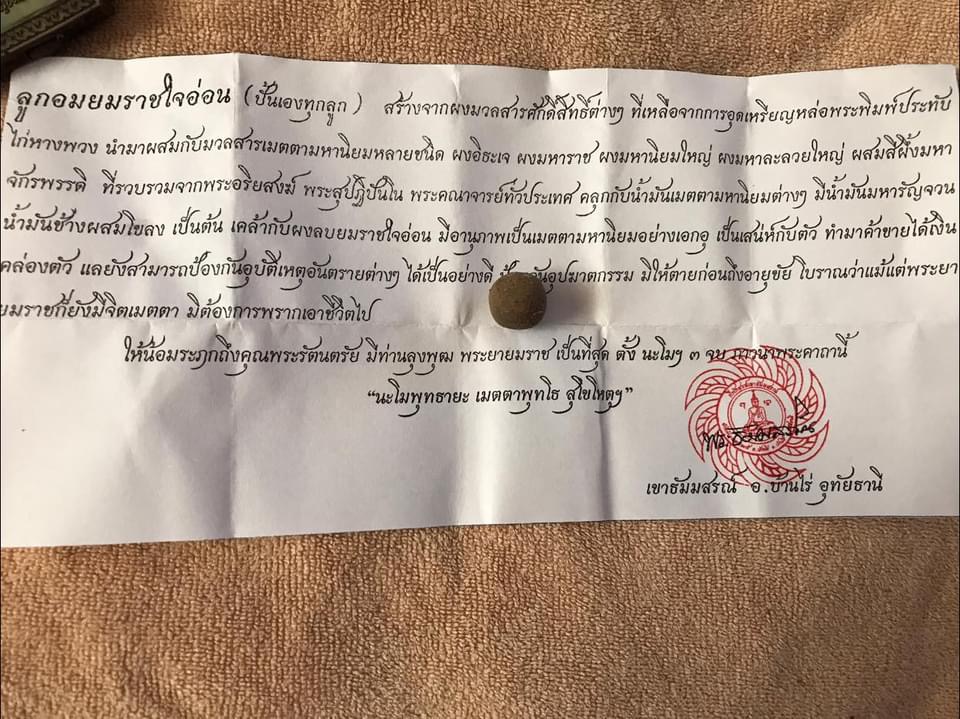 ลูกอมยมราชใจอ่อน (ปั้นเองทุกลูก) สร้างจากผงมวลสารศักดิ์สิทธิ์ต่างๆ ที่เหลือจากการอุดเหรียญหล่อพระพิมพ์ประทับ
ไก่หางพวง นำมาผสมกับมวลสารเมตตามหานิยมหลายชนิด ผงอิธะเจ ผงมหาราช ผงมหานิยมใหญ่ ผงมหาละลวยใหญ่ ผสมสีผึ้งมหา
จักรพรรดิ ที่รวบรวมจากพระอริยสงฆ์ พระสุปฏิปันโน พระคณาจารย์ทั่วประเทศ คลุกกับน้ำมันเมตตามหานิยมต่างๆ มีน้ำมันมหารัญจวน
น้ำมันช้างผสมโขลง เป็นต้น เคล้ากับผงลบยมราชใจอ่อน มีอานุภาพเป็นเมตตามหานิยมอย่างเอกอุ เป็นเสน่ห์กับตัว ทำมาค้าขายได้เงิน
คล่องตัว และยังสามารถป้องกันอุบัติเหตุอันตรายต่างๆ ได้เป็นอย่างดี อุปฆาตกรรม มิให้ตายก่อนถึงอายุขัย โบราณว่าแม้แต่พระยา
ยมราชก็ยังมีจิตเมตตา มิต้องการพรากเอาชีวิตไป
ให้น้อมระฦกถึงคุณพระรัตนตรัย มีท่านลุงพุฒ พระยายมราช เป็นที่สุด ตั้ง นะโมฯ ๓ จบ ภาวนาพระคาถานี้
“นะโมพุทธายะ เมตตาพุทโธ สุโขโหตุฯ”
เขาธัมมสรณ์ อ.บ้านไร่ อุทัยธานี